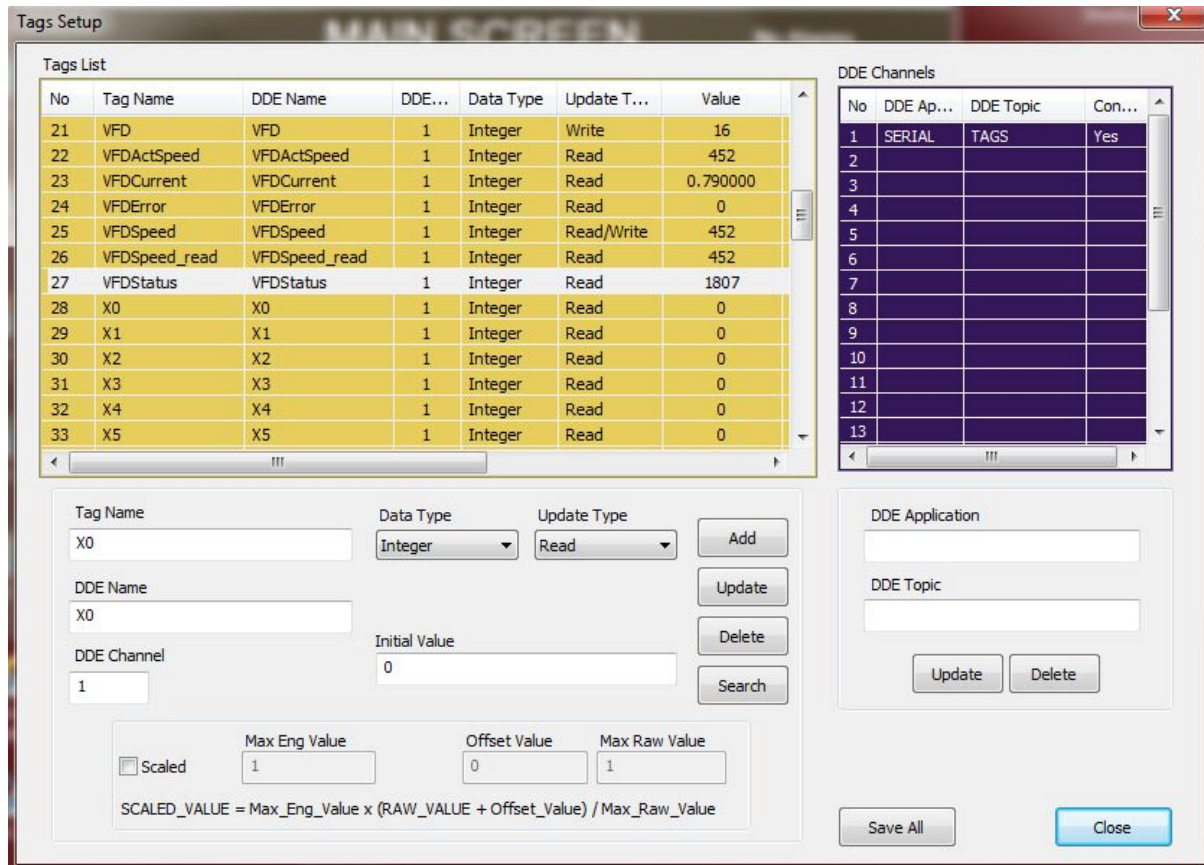 Tags Setup
MAIN SCREEN
Tags List
No Tag Name DDE Name DDE... Data Type Update T... Value
21 VFD VFD 1 Integer Write 16
22 VFDActSpeed VFDActSpeed 1 Integer Read 452
23 VFDCurrent VFDCurrent 1 Integer Read 0.790000
24 VFDError VFDError 1 Integer Read 0
25 VFDSpeed VFDSpeed 1 Integer Read/Write 452
26 VFDSpeed_read VFDSpeed_read 1 Integer Read 452
27 VFDStatus VFDStatus 1 Integer Read 1807
28 X0 X0 1 Integer Read 0
29 X1 X1 1 Integer Read 0
30 X2 X2 1 Integer Read 0
31 X3 X3 1 Integer Read 0
32 X4 X4 1 Integer Read 0
33 X5 X5 1 Integer Read 0
DDE Channels
No DDE Ap... DDE Topic Con...
1 SERIAL TAGS Yes
2
3
4
5
6
7
8
9
10
11
12
13
Tag Name
X0
Data Type
Integer
Update Type
Read
Add
DDE Name
X0
Update
DDE Channel
1
Initial Value
0
Delete
Search
Scaled
Max Eng Value
1
Offset Value
0
Max Raw Value
1
SCALED_VALUE = Max_Eng_Value x (RAW_VALUE + Offset_Value) / Max_Raw_Value
DDE Application
DDE Topic
Update Delete
Save All Close